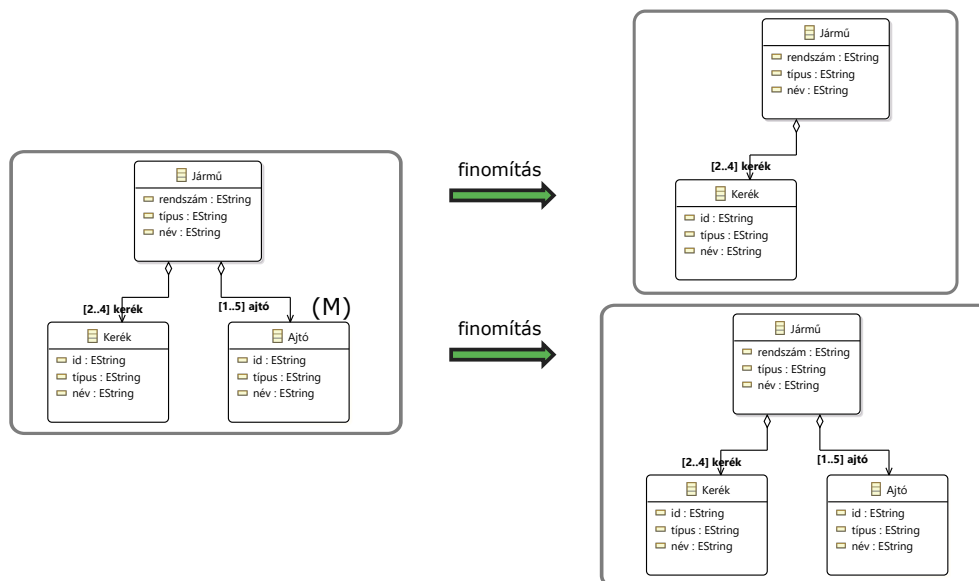 Jármű
rendszám : EString
típus : EString
név : EString
[2..4] kerék
[1..5] ajtó
(M)
Kerék
id : EString
típus : EString
név : EString
Ajtó
id : EString
típus : EString
név : EString
finomítás
finomítás
Jármű
rendszám : EString
típus : EString
név : EString
[2..4] kerék
Kerék
id : EString
típus : EString
név : EString
Jármű
rendszám : EString
típus : EString
név : EString
[2..4] kerék
[1..5] ajtó
Kerék
id : EString
típus : EString
név : EString
Ajtó
id : EString
típus : EString
név : EString